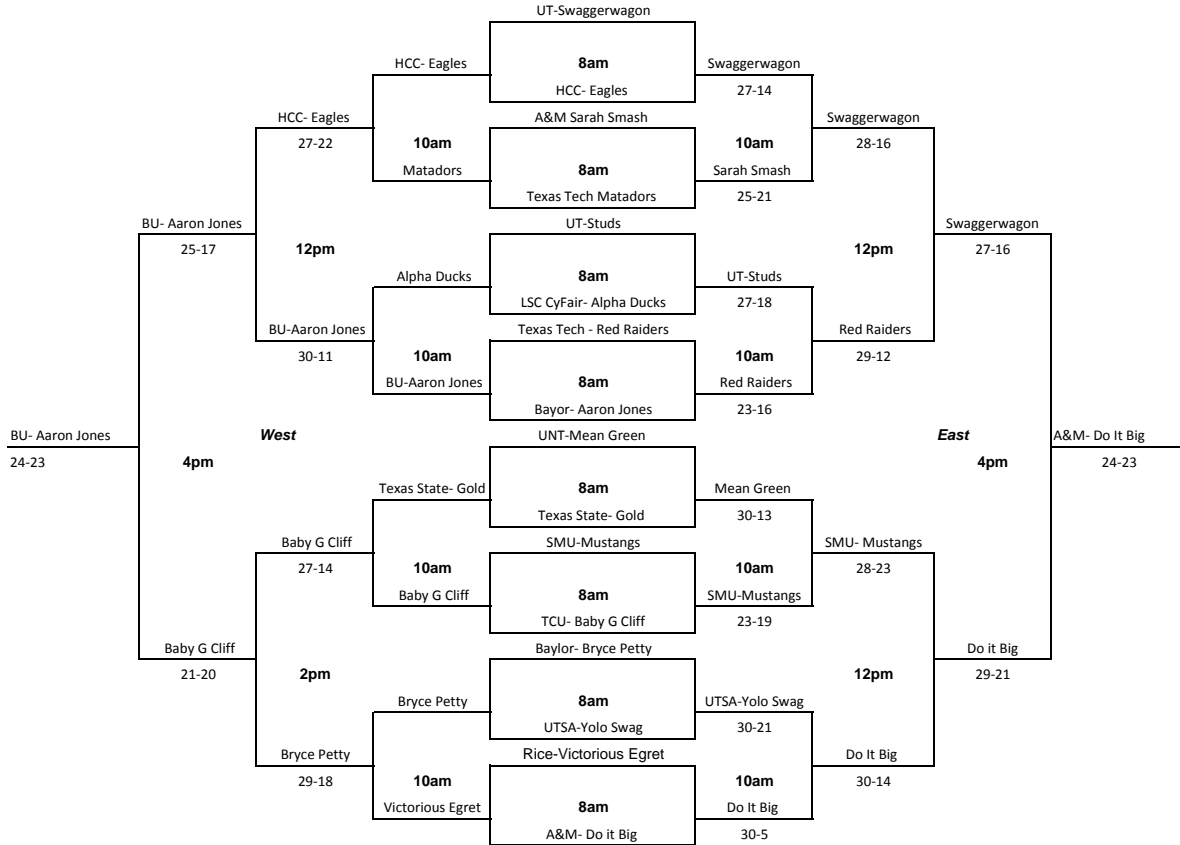 UT-Swaggerwagon
HCC- Eagles 8am Swaggerwagon
HCC- Eagles 27-14
HCC- Eagles A&M Sarah Smash Swaggerwagon
27-22 10am 10am 28-16
Matadors 8am Sarah Smash
Texas Tech Matadors 25-21
BU- Aaron Jones UT-Studs Swaggerwagon
25-17 12pm 12pm 27-16
Alpha Ducks 8am UT-Studs
LSC CyFair- Alpha Ducks 27-18
BU-Aaron Jones Texas Tech - Red Raiders Red Raiders
30-11 10am 10am 29-12
BU-Aaron Jones 8am Red Raiders
Bayor- Aaron Jones 23-16
BU- Aaron Jones West UNT-Mean Green East A&M- Do It Big
24-23 4pm 4pm 24-23
Texas State- Gold 8am Mean Green
Texas State- Gold 30-13
Baby G Cliff SMU-Mustangs SMU- Mustangs
27-14 10am 10am 28-23
Baby G Cliff 8am SMU-Mustangs
TCU- Baby G Cliff 23-19
Baby G Cliff Baylor- Bryce Petty Do it Big
21-20 2pm 12pm 29-21
Bryce Petty 8am UTSA-Yolo Swag
UTSA-Yolo Swag 30-21
Bryce Petty Rice-Victorious Egret Do It Big
29-18 10am 10am 30-14
Victorious Egret 8am Do It Big
A&M- Do it Big 30-5